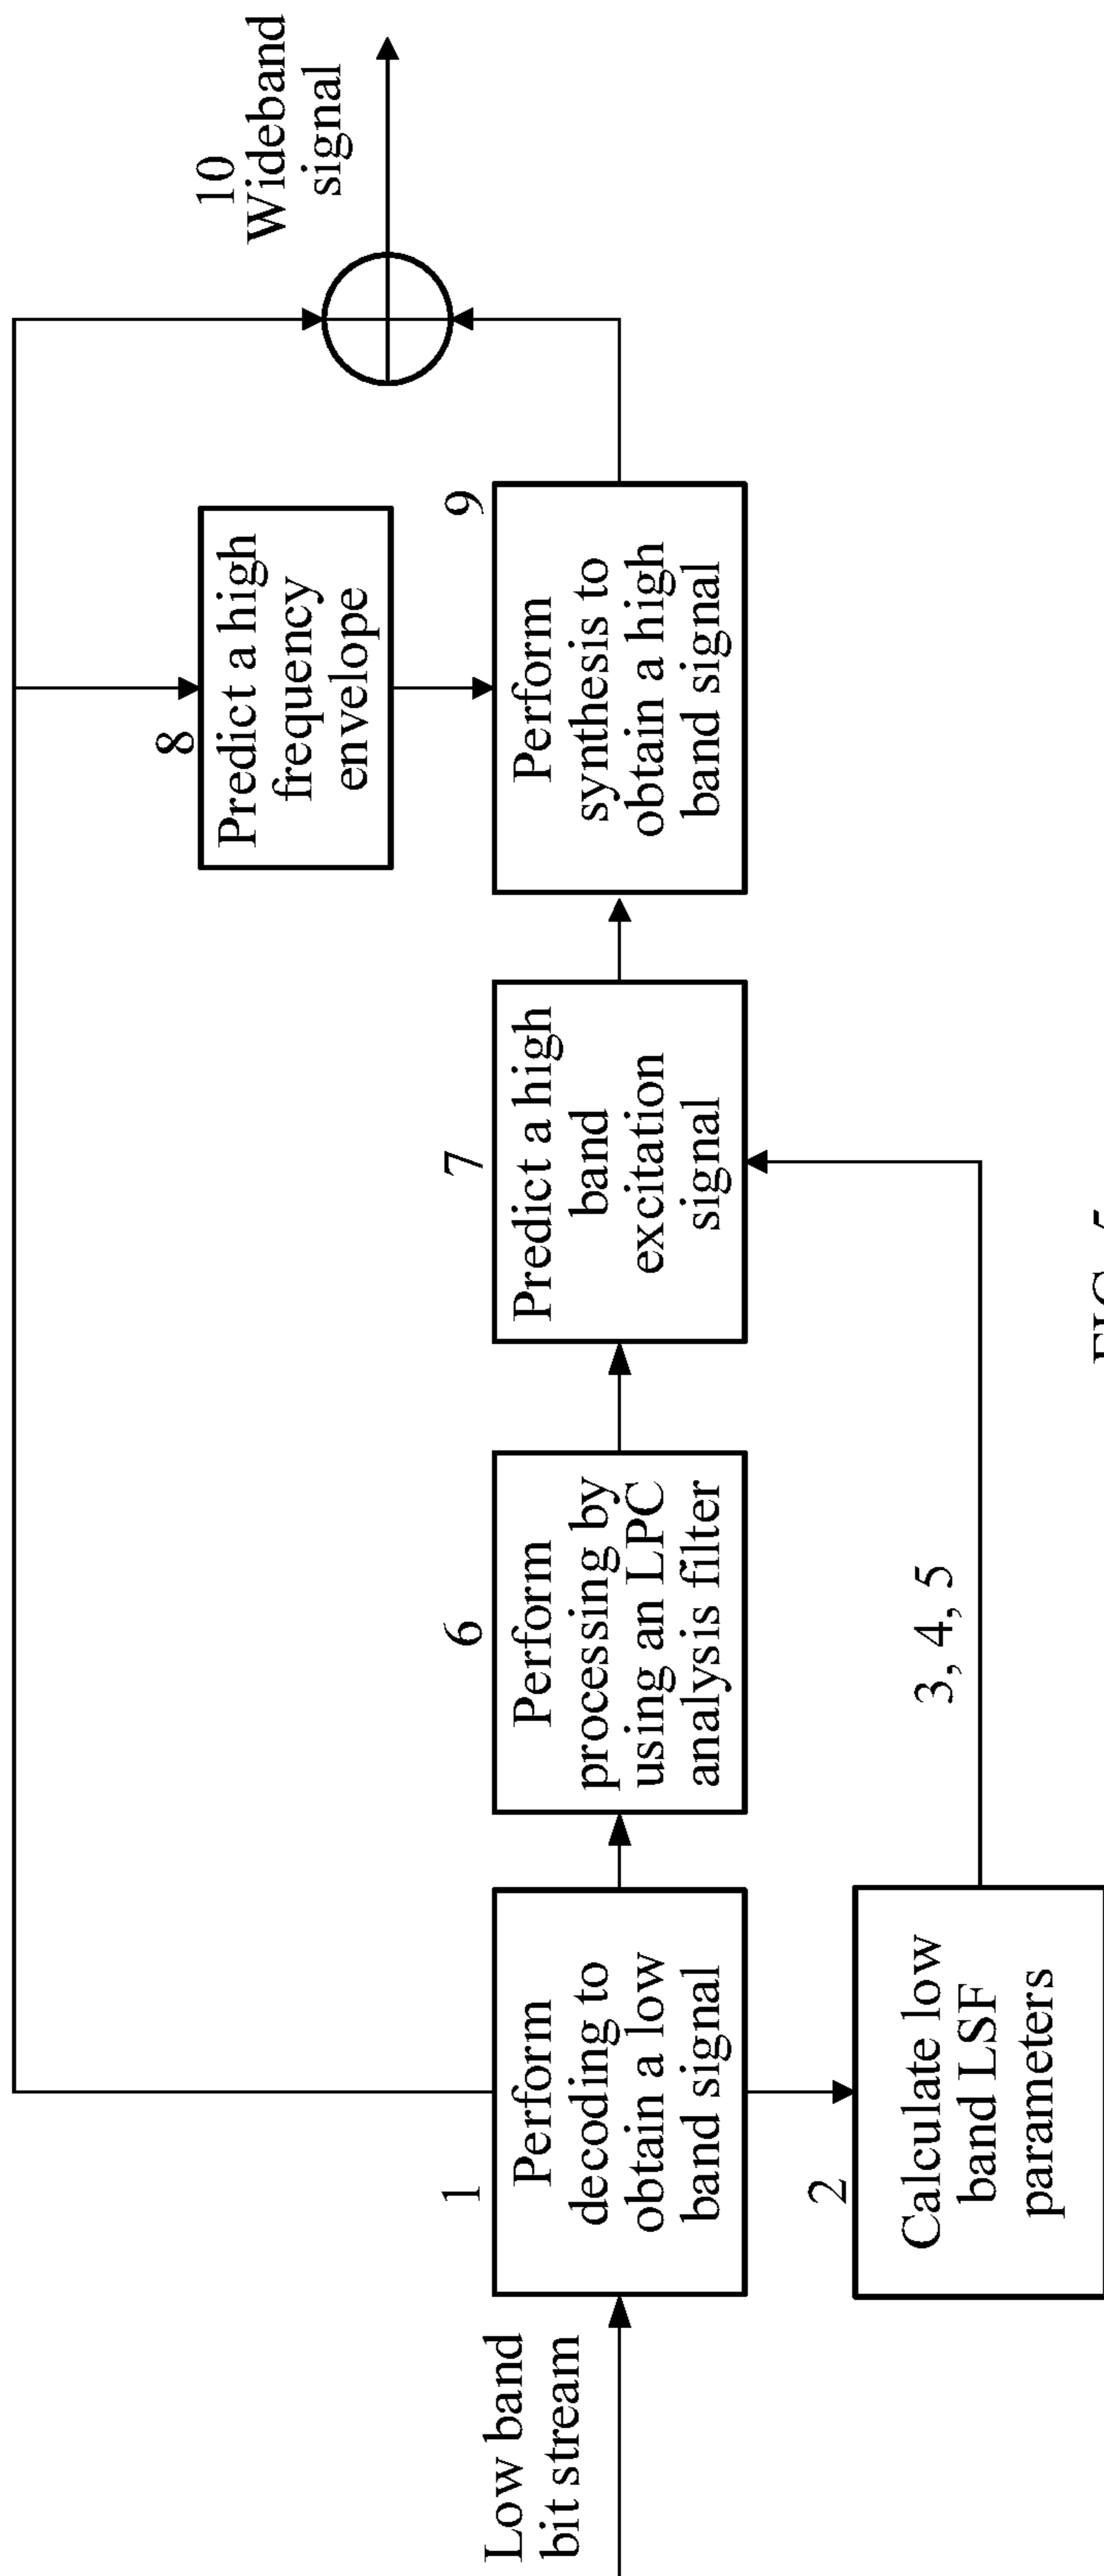 Low band
bit stream
1
Perform
decoding to
obtain a low
band signal
2
Calculate low
band LSF
parameters
3, 4, 5
6
Perform
processing by
using an LPC
analysis filter
7
Predict a high
band
excitation
signal
8
Predict a high
frequency
envelope
9
Perform
synthesis to
obtain a high
band signal
10
Wideband
signal